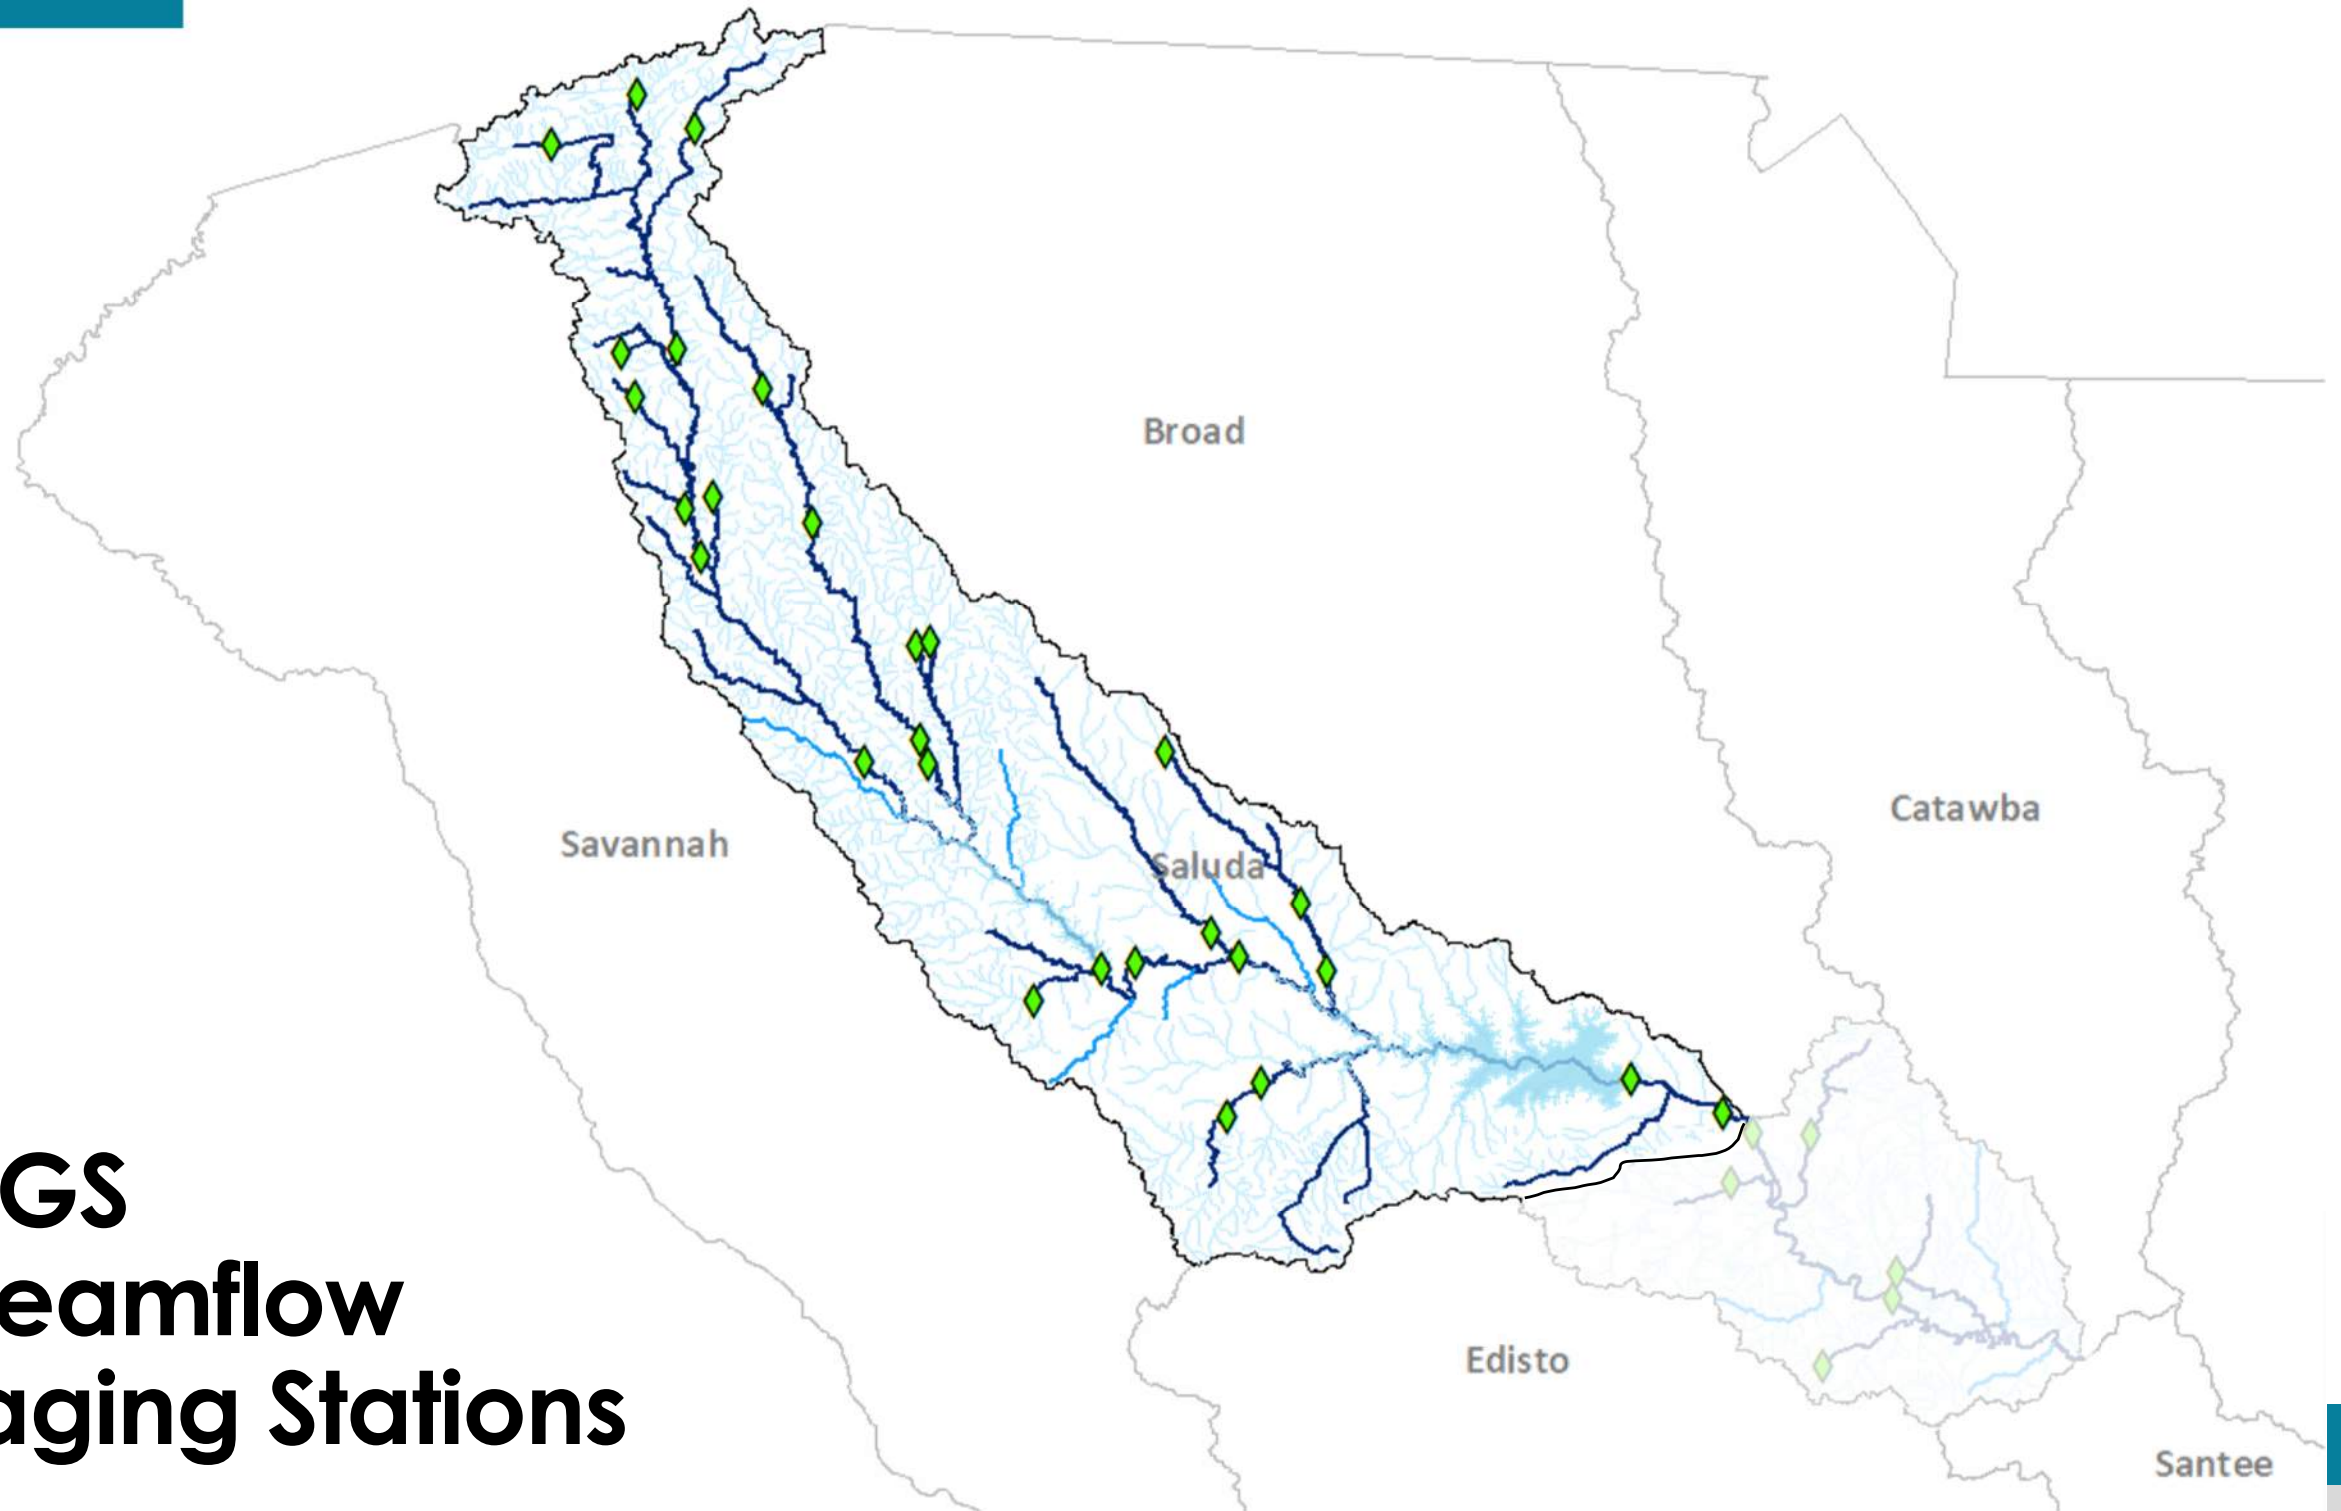 Broad
Catawba
Savannah
Saluda
GS
eamflow
aging Stations
Edisto
Santee